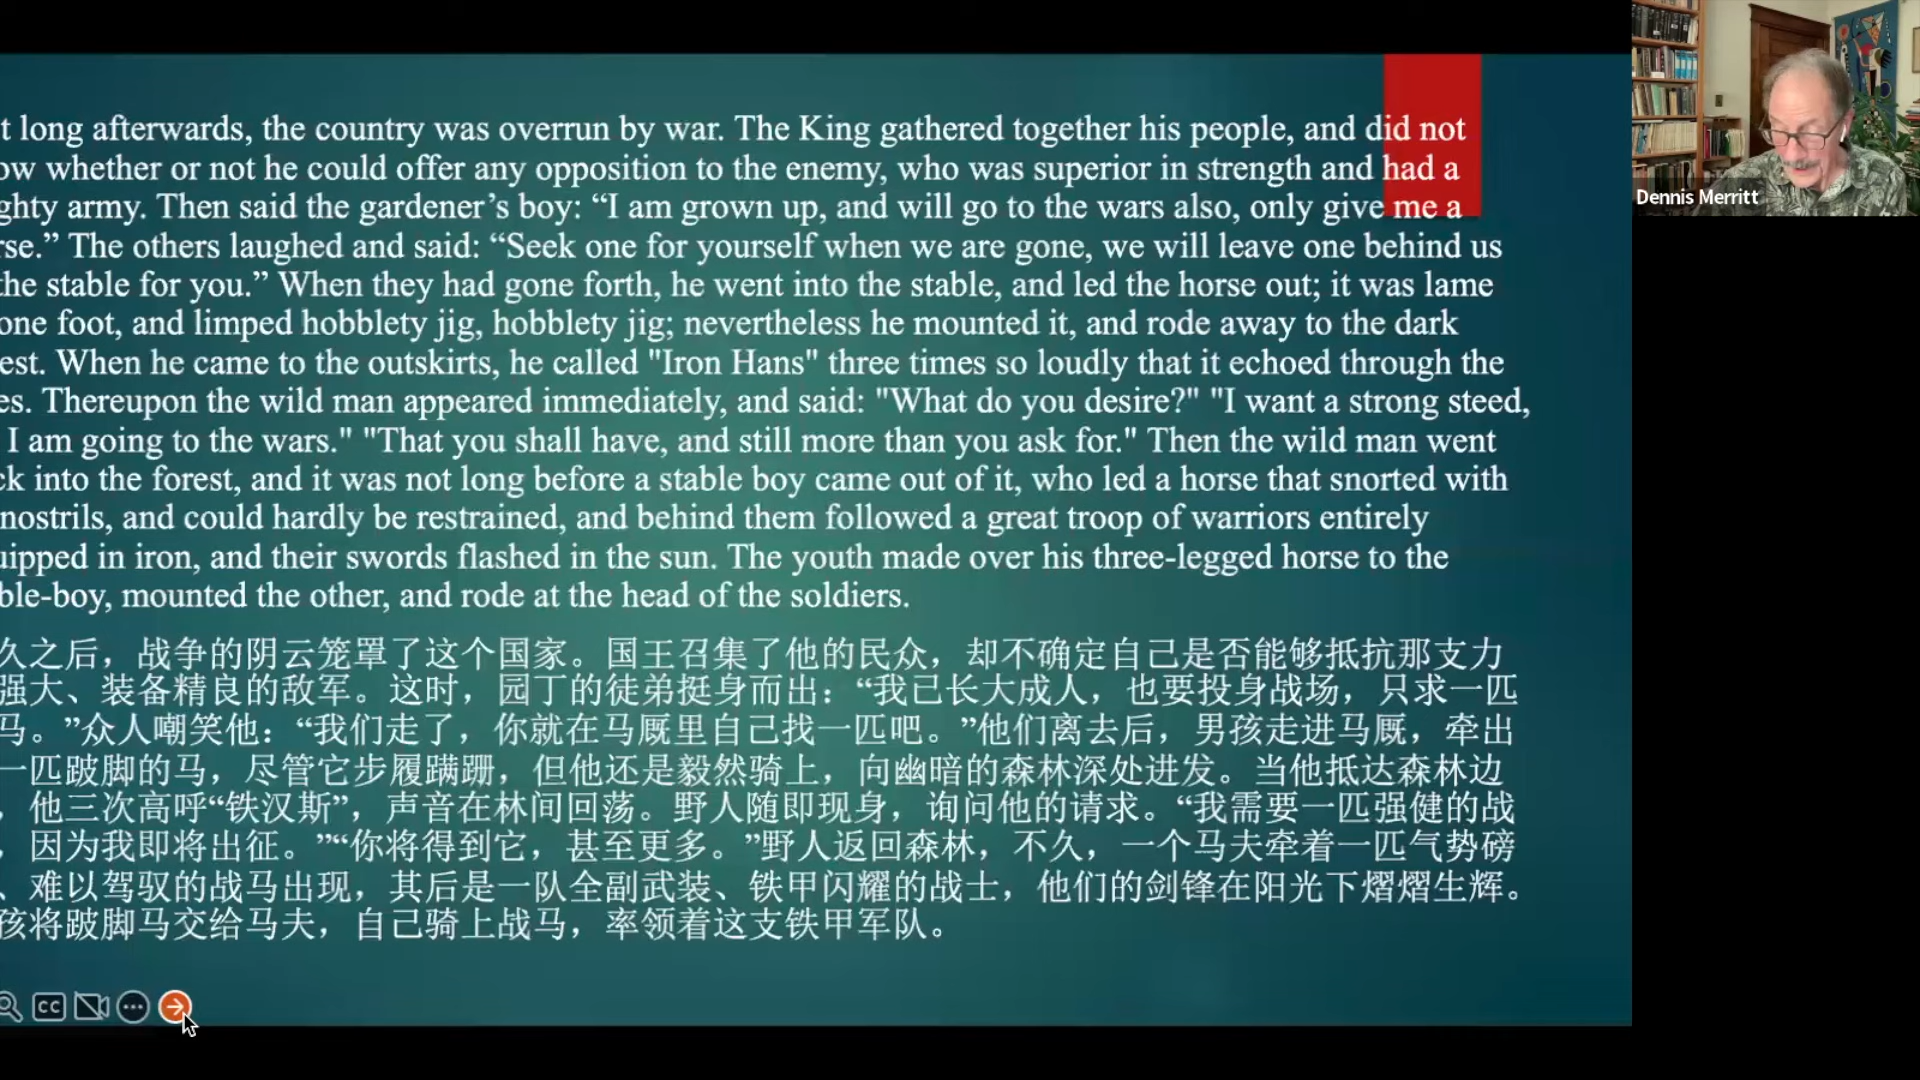 t long afterwards, the country was overrun by war. The King gathered together his people, and did not
ow whether or not he could offer any opposition to the enemy, who was superior in strength and had a
ghty army. Then said the gardener’s boy: “I am grown up, and will go to the wars also, only give me a
rse.” The others laughed and said: “Seek one for yourself when we are gone, we will leave one behind us
the stable for you.” When they had gone forth, he went into the stable, and led the horse out; it was lame
one foot, and limped hobblety jig, hobblety jig; nevertheless he mounted it, and rode away to the dark
est. When he came to the outskirts, he called "Iron Hans" three times so loudly that it echoed through the
es. Thereupon the wild man appeared immediately, and said: "What do you desire?" "I want a strong steed,
I am going to the wars." "That you shall have, and still more than you ask for." Then the wild man went
ck into the forest, and it was not long before a stable boy came out of it, who led a horse that snorted with
nostrils, and could hardly be restrained, and behind them followed a great troop of warriors entirely
uipped in iron, and their swords flashed in the sun. The youth made over his three-legged horse to the
ble-boy, mounted the other, and rode at the head of the soldiers.
久之后，战争的阴云笼罩了这个国家。国王召集了他的民众，却不确定自己是否能够抵抗那支力
强大、装备精良的敌军。这时，园丁的徒弟挺身而出：“我已长大成人，也要投身战场，只求一匹
马。”众人嘲笑他：“我们走了，你就在马厩里自己找一匹吧。”他们离去后，男孩走进马厩，牵出
一匹跛脚的马，尽管它步履蹒跚，但他还是毅然骑上，向幽暗的森林深处进发。当他抵达森林边
，他三次高呼“铁汉斯”，声音在林间回荡。野人随即现身，询问他的请求。“我需要一匹强健的战
，因为我即将出征。”“你将得到它，甚至更多。”野人返回森林，不久，一个马夫牵着一匹气势磅
、难以驾驭的战马出现，其后是一队全副武装、铁甲闪耀的战士，他们的剑锋在阳光下熠熠生辉。
孩将跛脚马交给马夫，自己骑上战马，率领着这支铁甲军队。
CC
Dennis Merritt